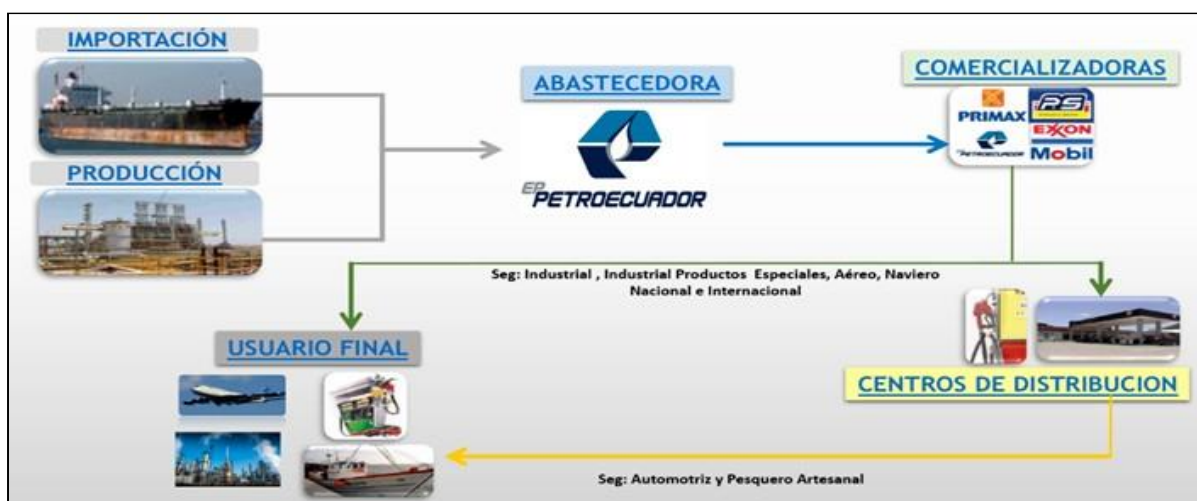 IMPORTACIÓN
PRODUCCIÓN
ABASTECEDORA
EP
PETROECUADOR
COMERCIALIZADORAS
PRIMAX
PS
EXXON
PETROECUADOR
Mobil
Seg: Industrial , Industrial Productos Especiales, Aéreo, Naviero
Nacional e Internacional
USUARIO FINAL
CENTROS DE DISTRIBUCION
Seg: Automotriz y Pesquero Artesanal